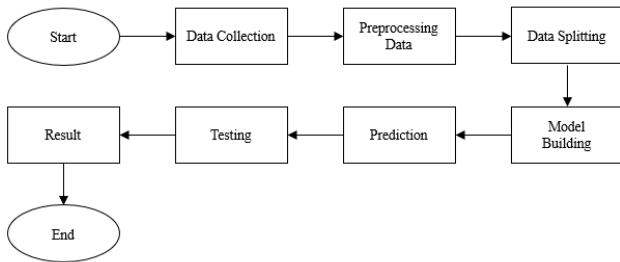 Start
Data Collection
Preprocessing
Data
Data Splitting
Model
Building
Prediction
Testing
Result
End